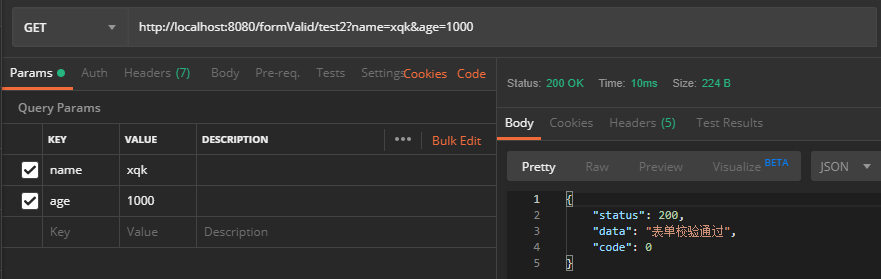 GET http://localhost:8080/formValid/test2?name=xqk&age=1000
Params Auth Headers (7) Body Pre-req. Tests Settings Cookies Code
Query Params
KEY VALUE DESCRIPTION ••• Bulk Edit
name xqk
age 1000
Key Value Description
Status: 200 OK Time: 10ms Size: 224 B
Body Cookies Headers (5) Test Results
Pretty Raw Preview Visualize BETA JSON
1 {
2 "status": 200,
3 "data": "表单校验通过",
4 "code": 0
5 }